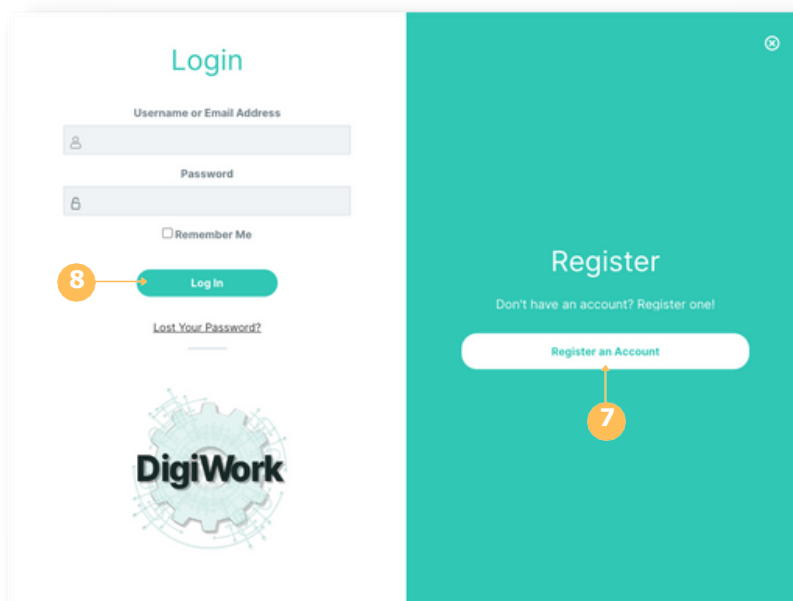 Login
Username or Email Address
Password
Remember Me
8
Log In
Lost Your Password?
DigiWork
Register
Don't have an account? Register one!
Register an Account
7